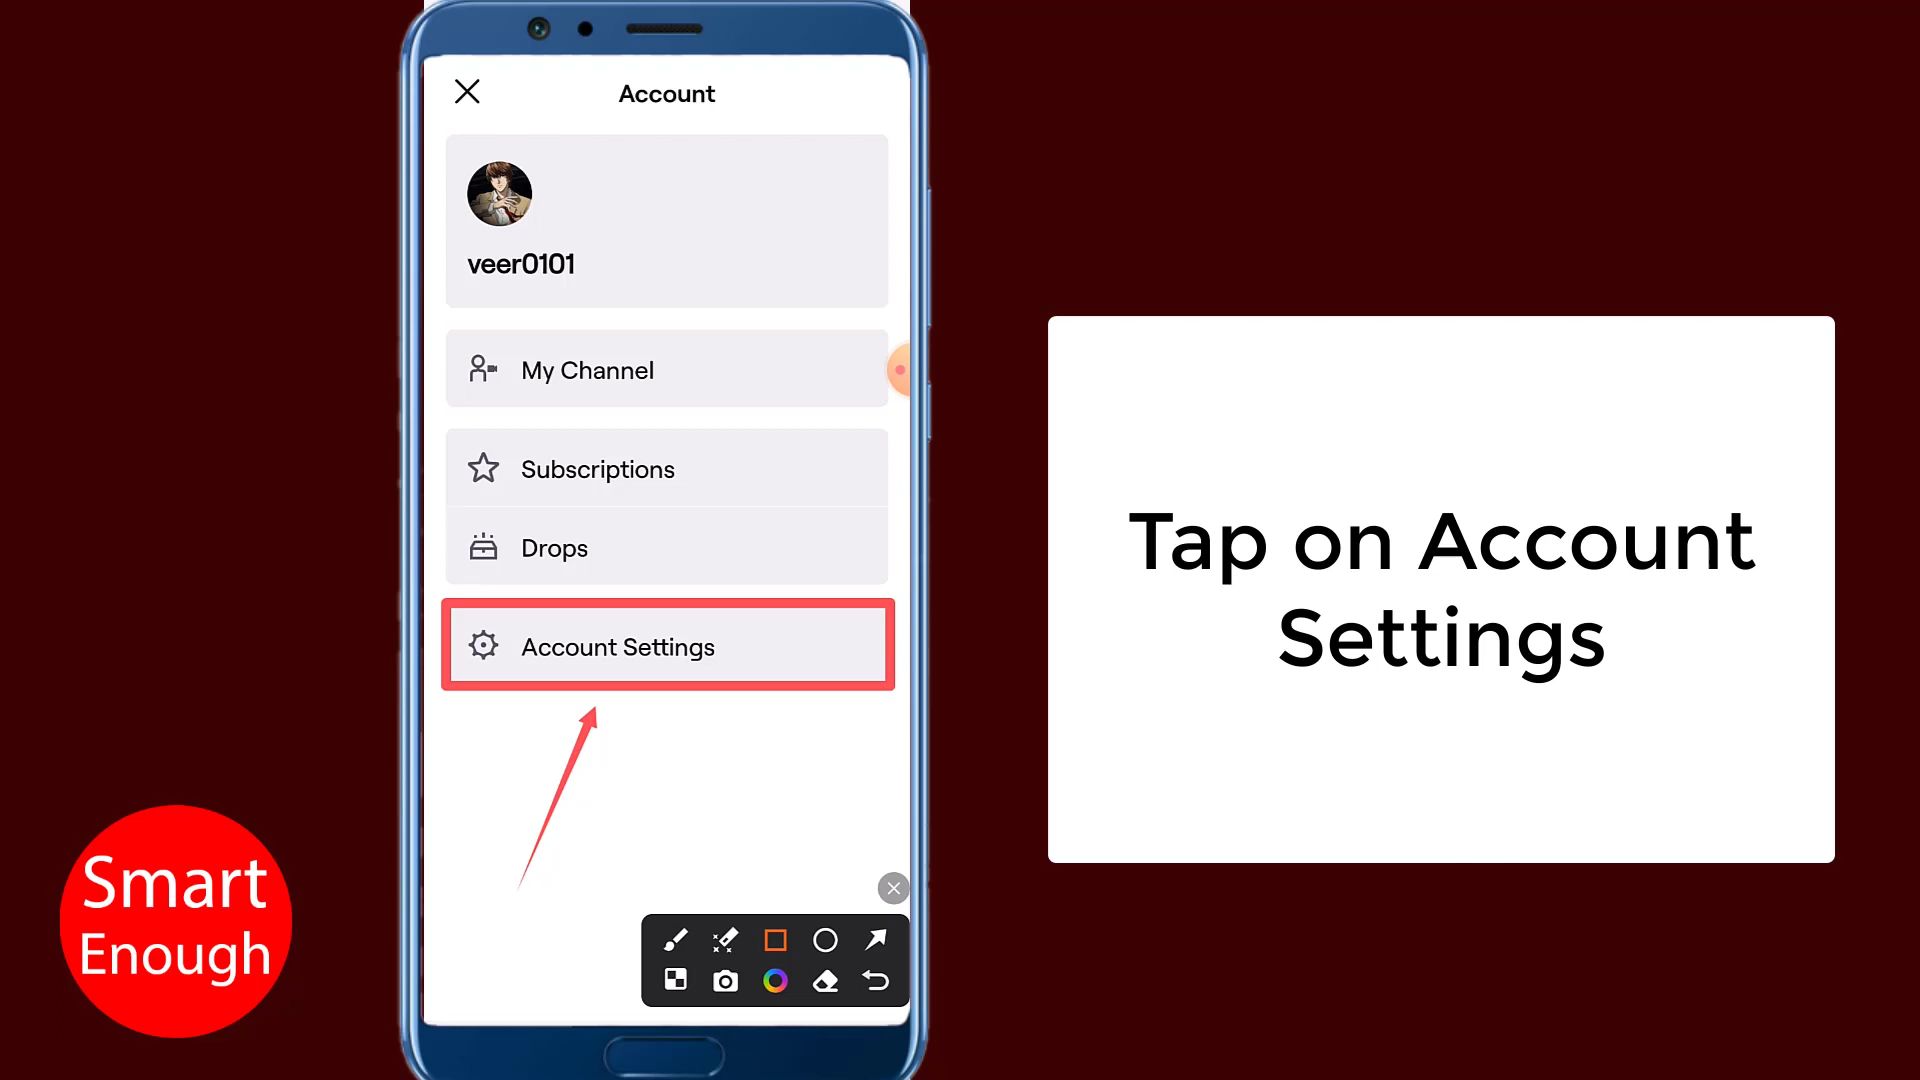 Account
veer0101
My Channel
Subscriptions
Drops
Account Settings
Tap on Account
Settings
Smart
Enough